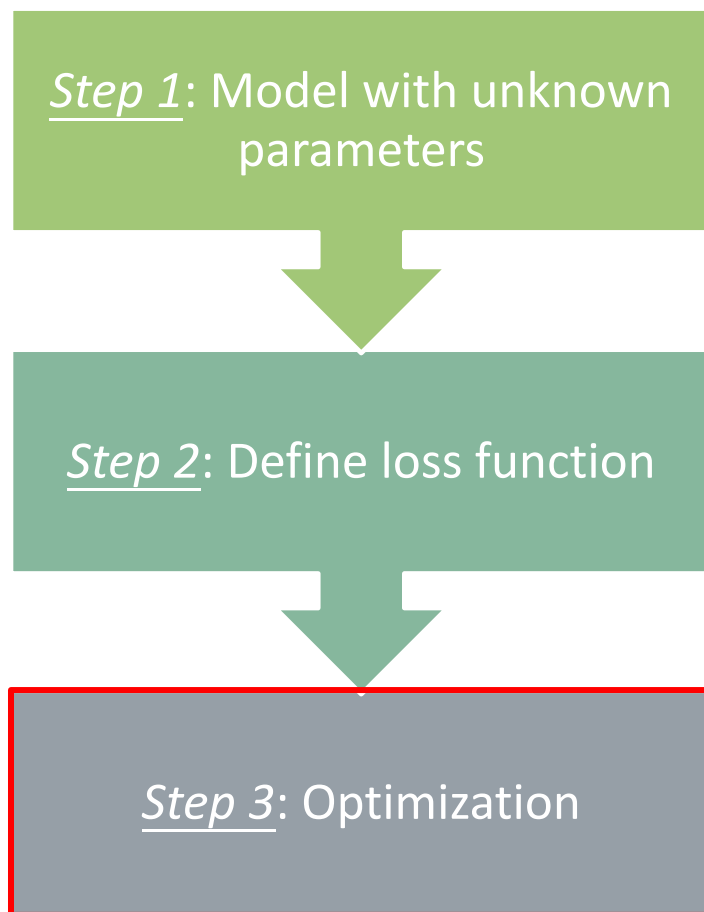 Step 1: Model with unknown
parameters
Step 2: Define loss function
Step 3: Optimization